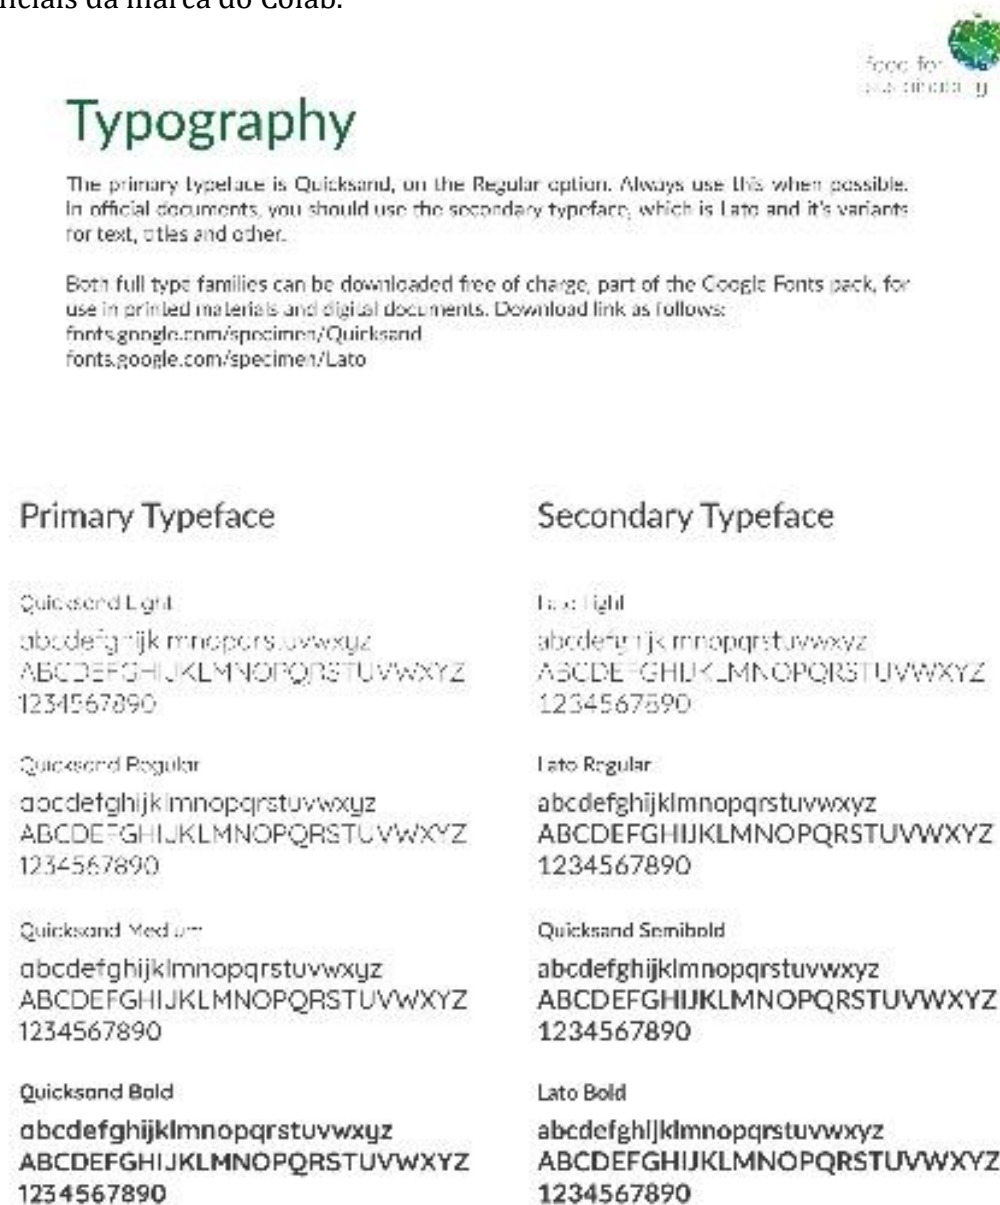 nciais da marca do Colab.
food for
sustainability
Typography
The primary typeface is Quicksand, on the Regular option. Always use this when possible.
In official documents, you should use the secondary typeface, which is Lato and it's variants
for text, titles and other.
Both full type families can be downloaded free of charge, part of the Google Fonts pack, for
use in printed materials and digital documents. Download link as follows:
fonts.google.com/specimen/Quicksand
fonts.google.com/specimen/Lato
Primary Typeface
Secondary Typeface
Quicksand Light
abcdefghijklmnopqrstuvwxyz
ABCDEFGHIJKLMNOPQRSTUVWXYZ
1234567890
Lato Light
abcdefghijklmnopqrstuvwxyz
ABCDEFGHIJKLMNOPQRSTUVWXYZ
1234567890
Quicksand Regular
abcdefghijklmnopqrstuvwxyz
ABCDEFGHIJKLMNOPQRSTUVWXYZ
1234567890
Lato Regular
abcdefghijklmnopqrstuvwxyz
ABCDEFGHIJKLMNOPQRSTUVWXYZ
1234567890
Quicksand Medium
abcdefghijklmnopqrstuvwxyz
ABCDEFGHIJKLMNOPQRSTUVWXYZ
1234567890
Quicksand Semibold
abcdefghijklmnopqrstuvwxyz
ABCDEFGHIJKLMNOPQRSTUVWXYZ
1234567890
Quicksand Bold
abcdefghijklmnopqrstuvwxyz
ABCDEFGHIJKLMNOPQRSTUVWXYZ
1234567890
Lato Bold
abcdefghijklmnopqrstuvwxyz
ABCDEFGHIJKLMNOPQRSTUVWXYZ
1234567890